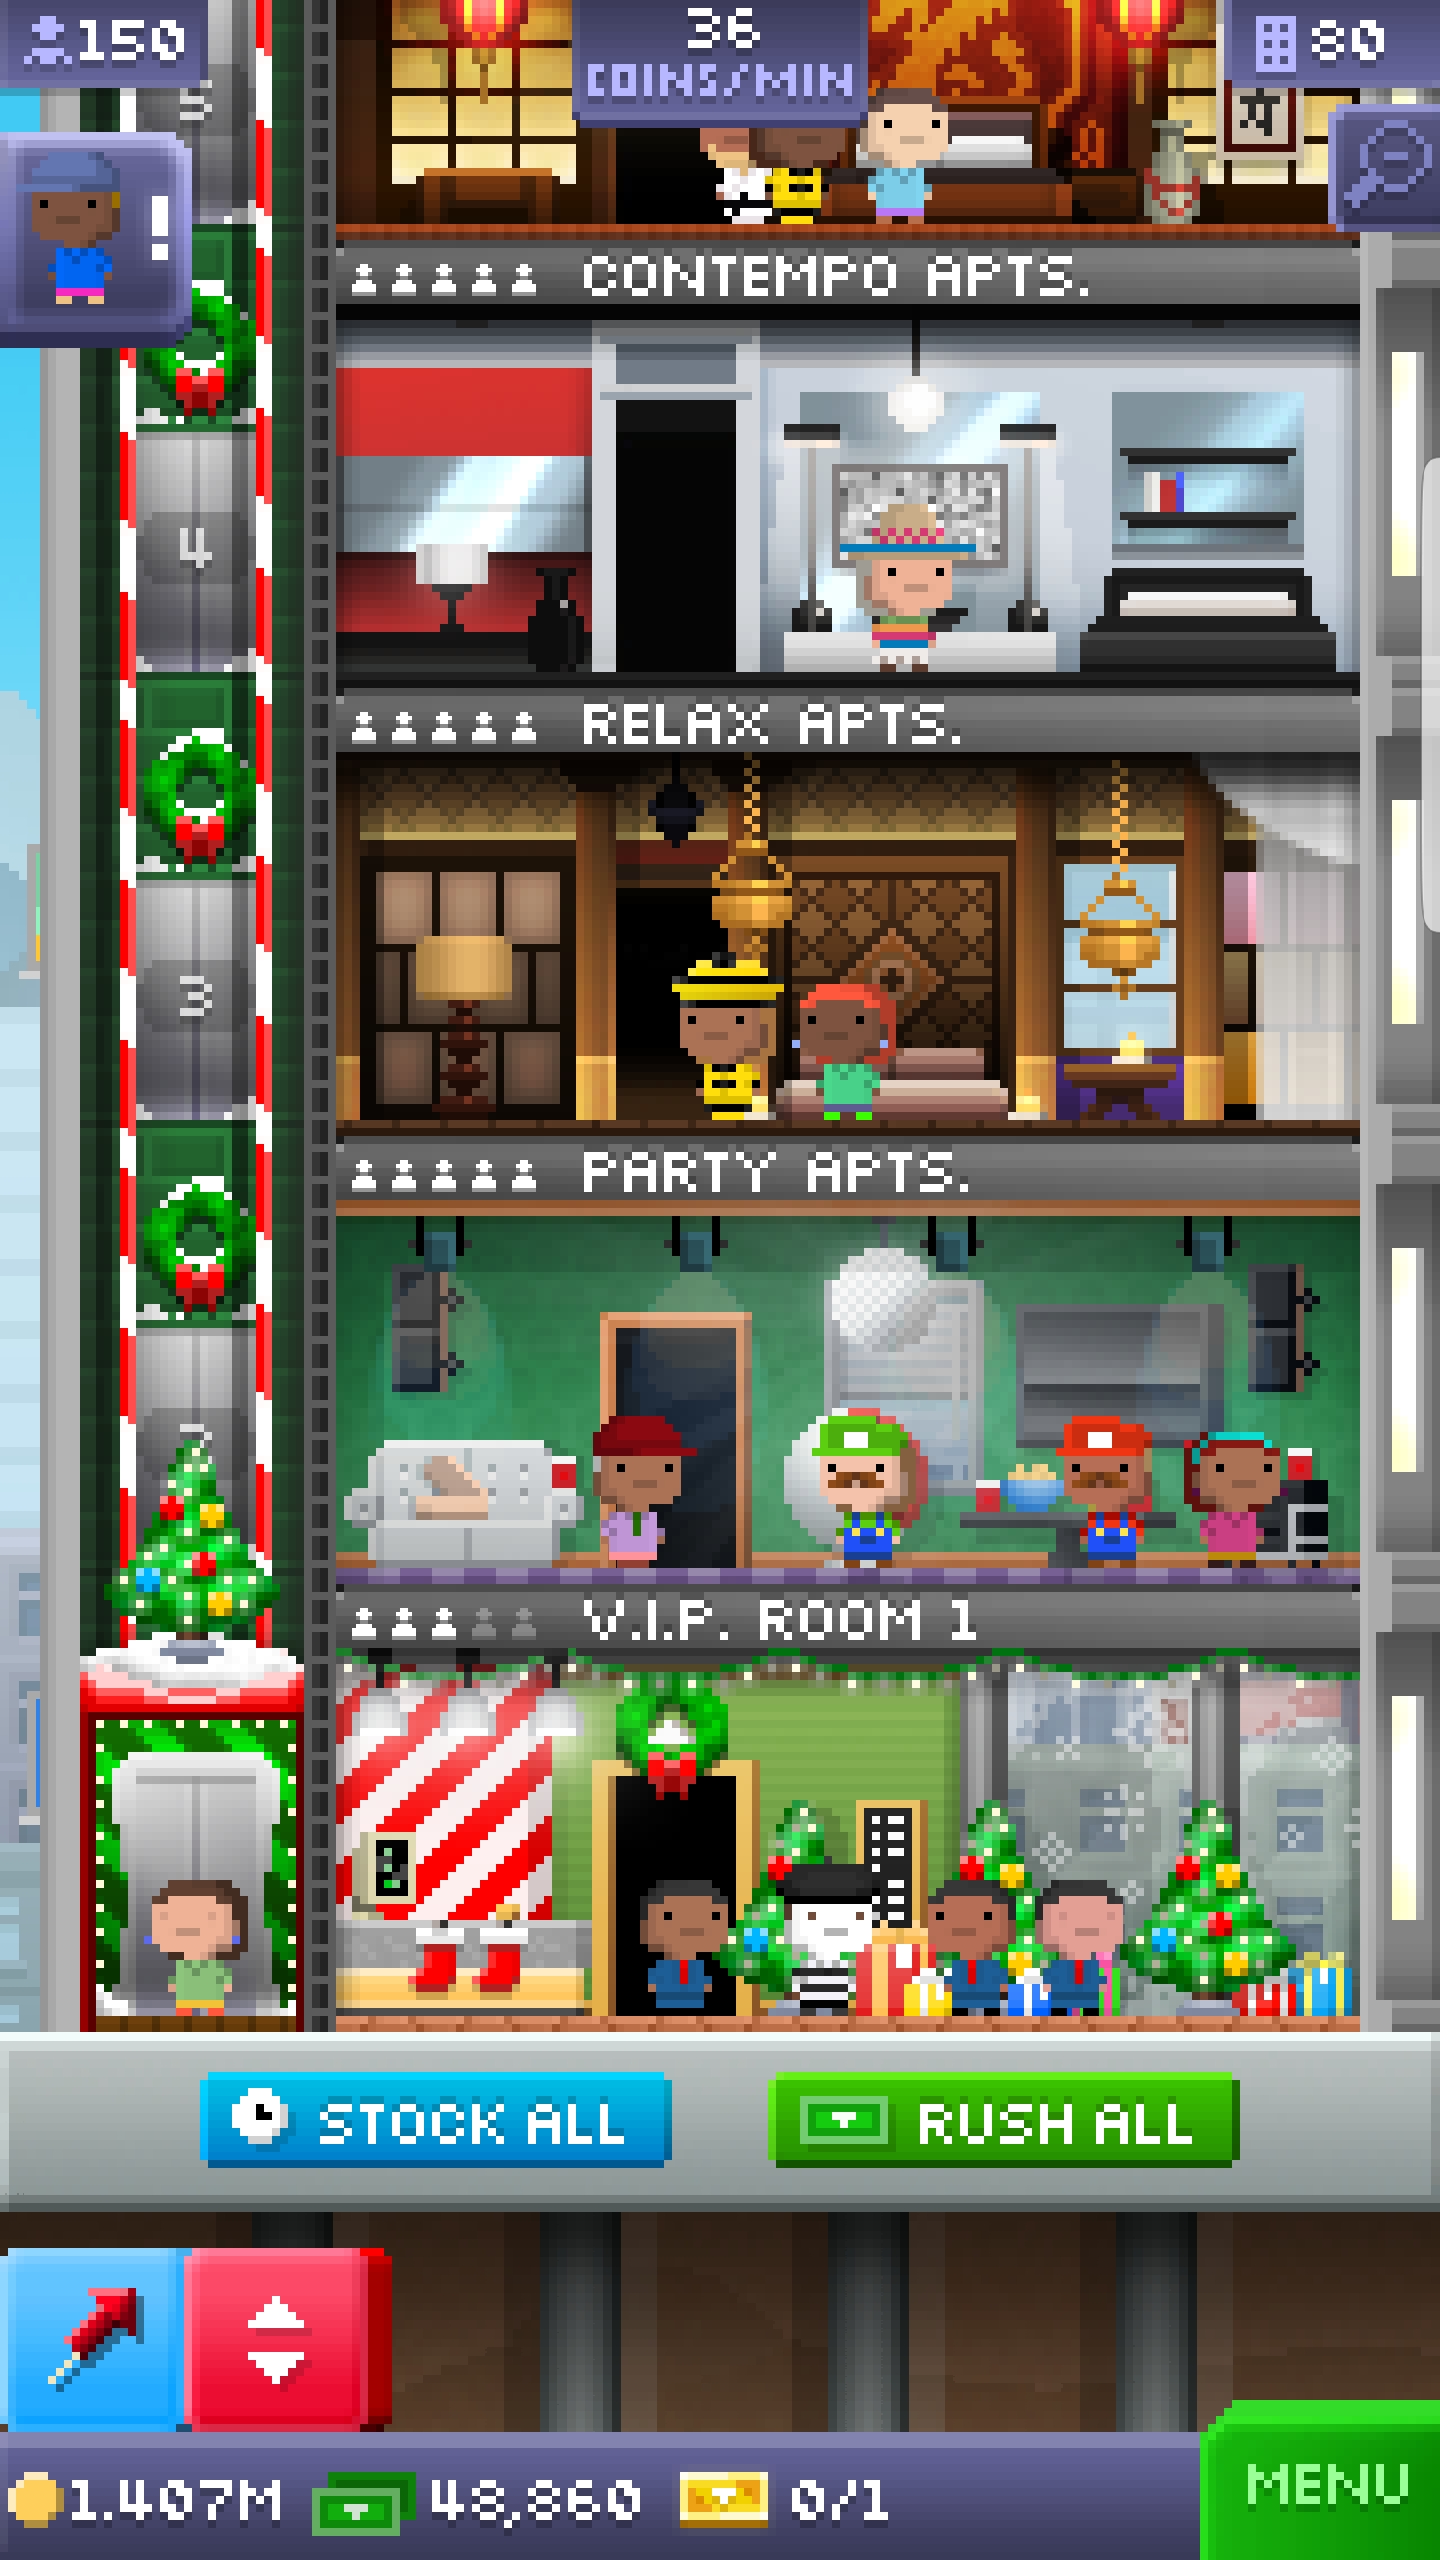 150
36
COINS/MIN
80
5
!
CONTEMPO APTS.
4
RELAX APTS.
3
PARTY APTS.
V.I.P. ROOM 1
STOCK ALL
RUSH ALL
1.407M
48,860
0/1
MENU